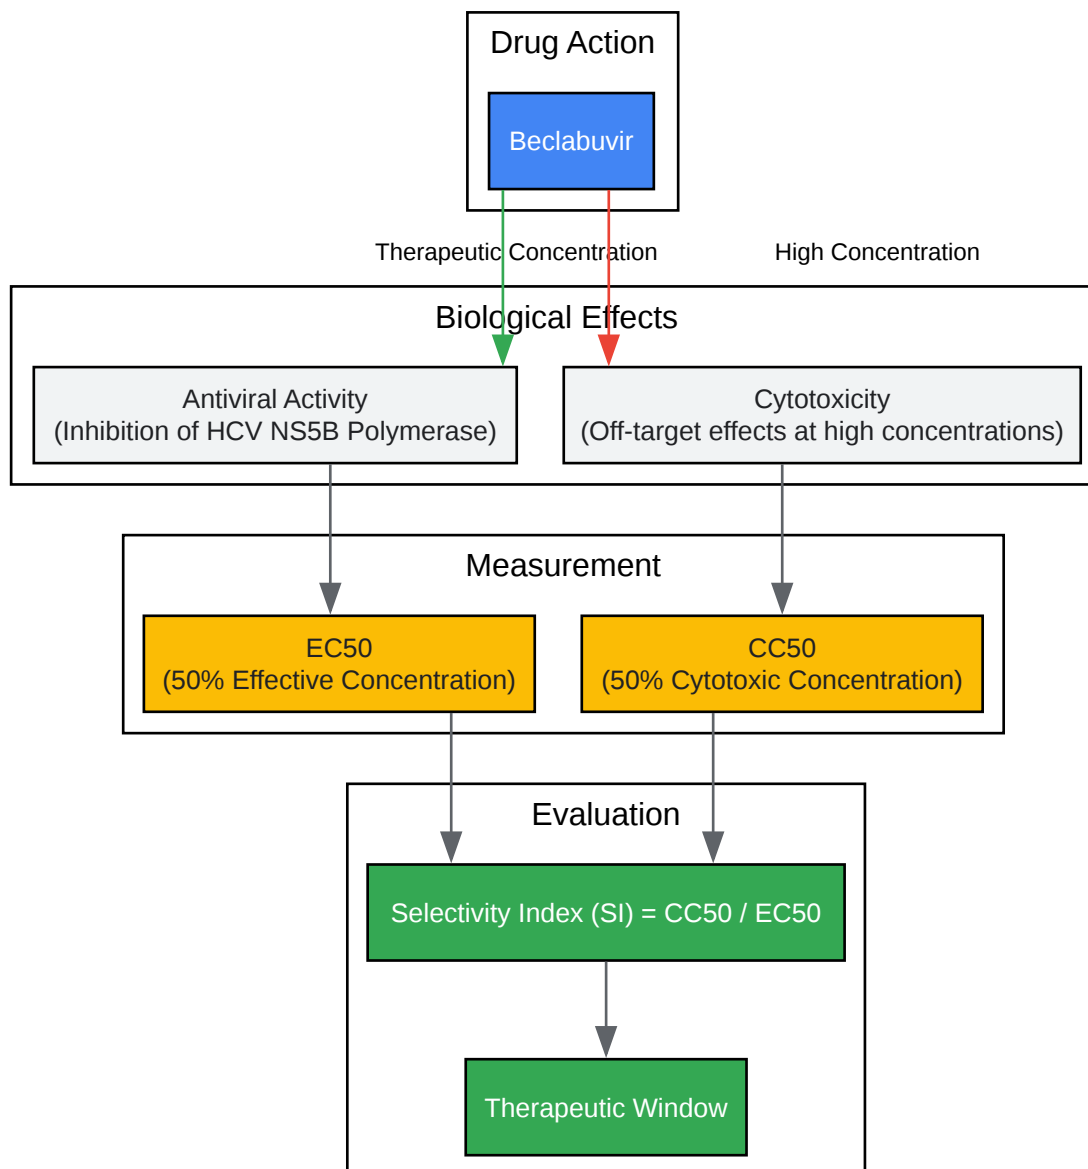 Drug Action
Beclabuvir
Therapeutic Concentration
High Concentration
Biological Effects
Antiviral Activity
(Inhibition of HCV NS5B Polymerase)
Cytotoxicity
(Off-target effects at high concentrations)
Measurement
EC50
(50% Effective Concentration)
CC50
(50% Cytotoxic Concentration)
Evaluation
Selectivity Index (SI) = CC50 / EC50
Therapeutic Window